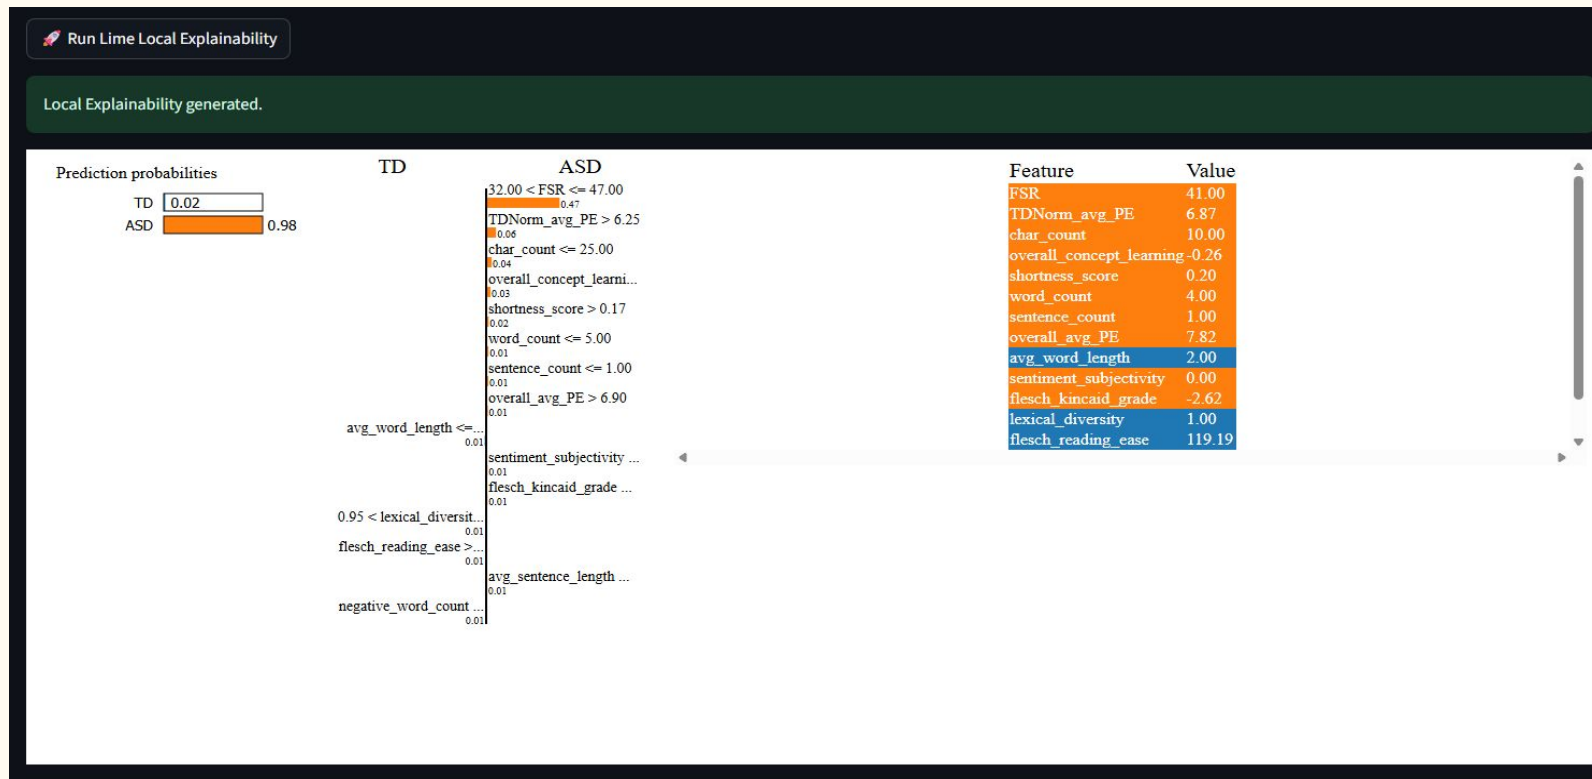 🚀 Run Lime Local Explainability
Local Explainability generated.
Prediction probabilities
TD 0.02
ASD 0.98
TD ASD
32.00 < FSR <= 47.00
0.47
TDNorm_avg_PE > 6.25
0.06
char_count <= 25.00
0.04
overall_concept_learni...
0.03
shortness_score > 0.17
0.02
word_count <= 5.00
0.01
sentence_count <= 1.00
0.01
overall_avg_PE > 6.90
0.01
avg_word_length <=...
0.01
sentiment_subjectivity ...
0.01
flesch_kincaid_grade ...
0.01
0.95 < lexical_diversit...
0.01
flesch_reading_ease >...
0.01
avg_sentence_length ...
0.01
negative_word_count ...
0.01
Feature Value
FSR 41.00
TDNorm_avg_PE 6.87
char_count 10.00
overall_concept_learning -0.26
shortness_score 0.20
word_count 4.00
sentence_count 1.00
overall_avg_PE 7.82
avg_word_length 2.00
sentiment_subjectivity 0.00
flesch_kincaid_grade -2.62
lexical_diversity 1.00
flesch_reading_ease 119.19